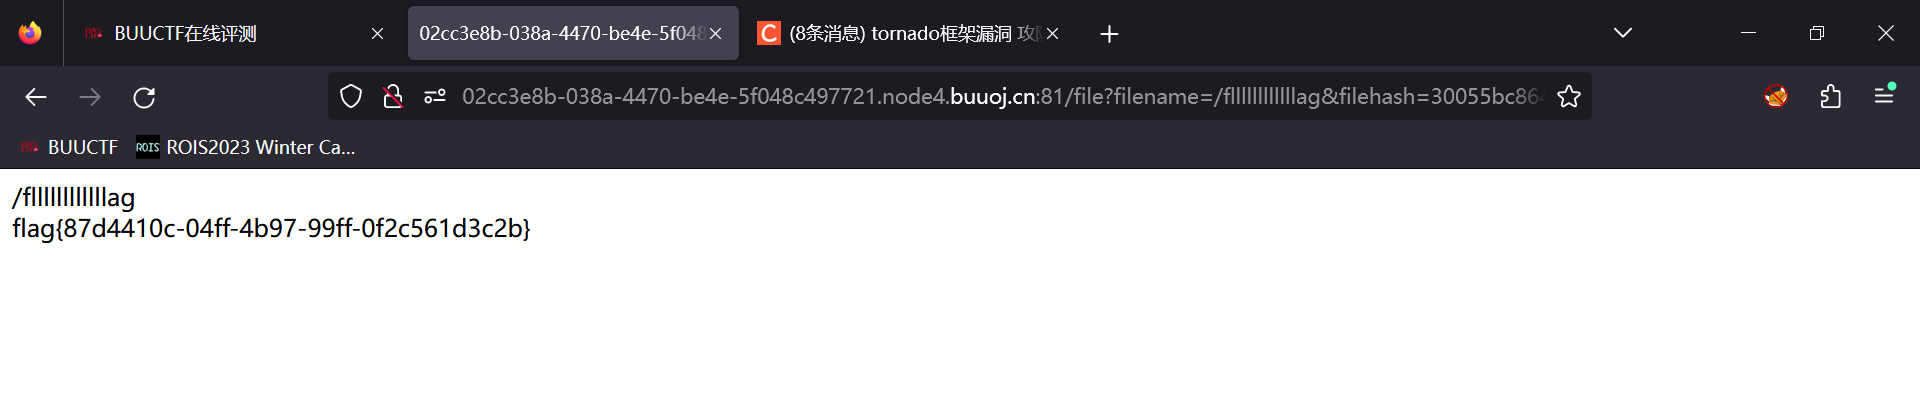 BUUCTF在线评测
02cc3e8b-038a-4470-be4e-5f048
(8条消息) tornado框架漏洞 攻
02cc3e8b-038a-4470-be4e-5f048c497721.node4.buuoj.cn:81/file?filename=/fllllllllllllag&filehash=30055bc864
BUUCTF
ROIS
ROIS2023 Winter Ca...
/fllllllllllllag
flag{87d4410c-04ff-4b97-99ff-0f2c561d3c2b}